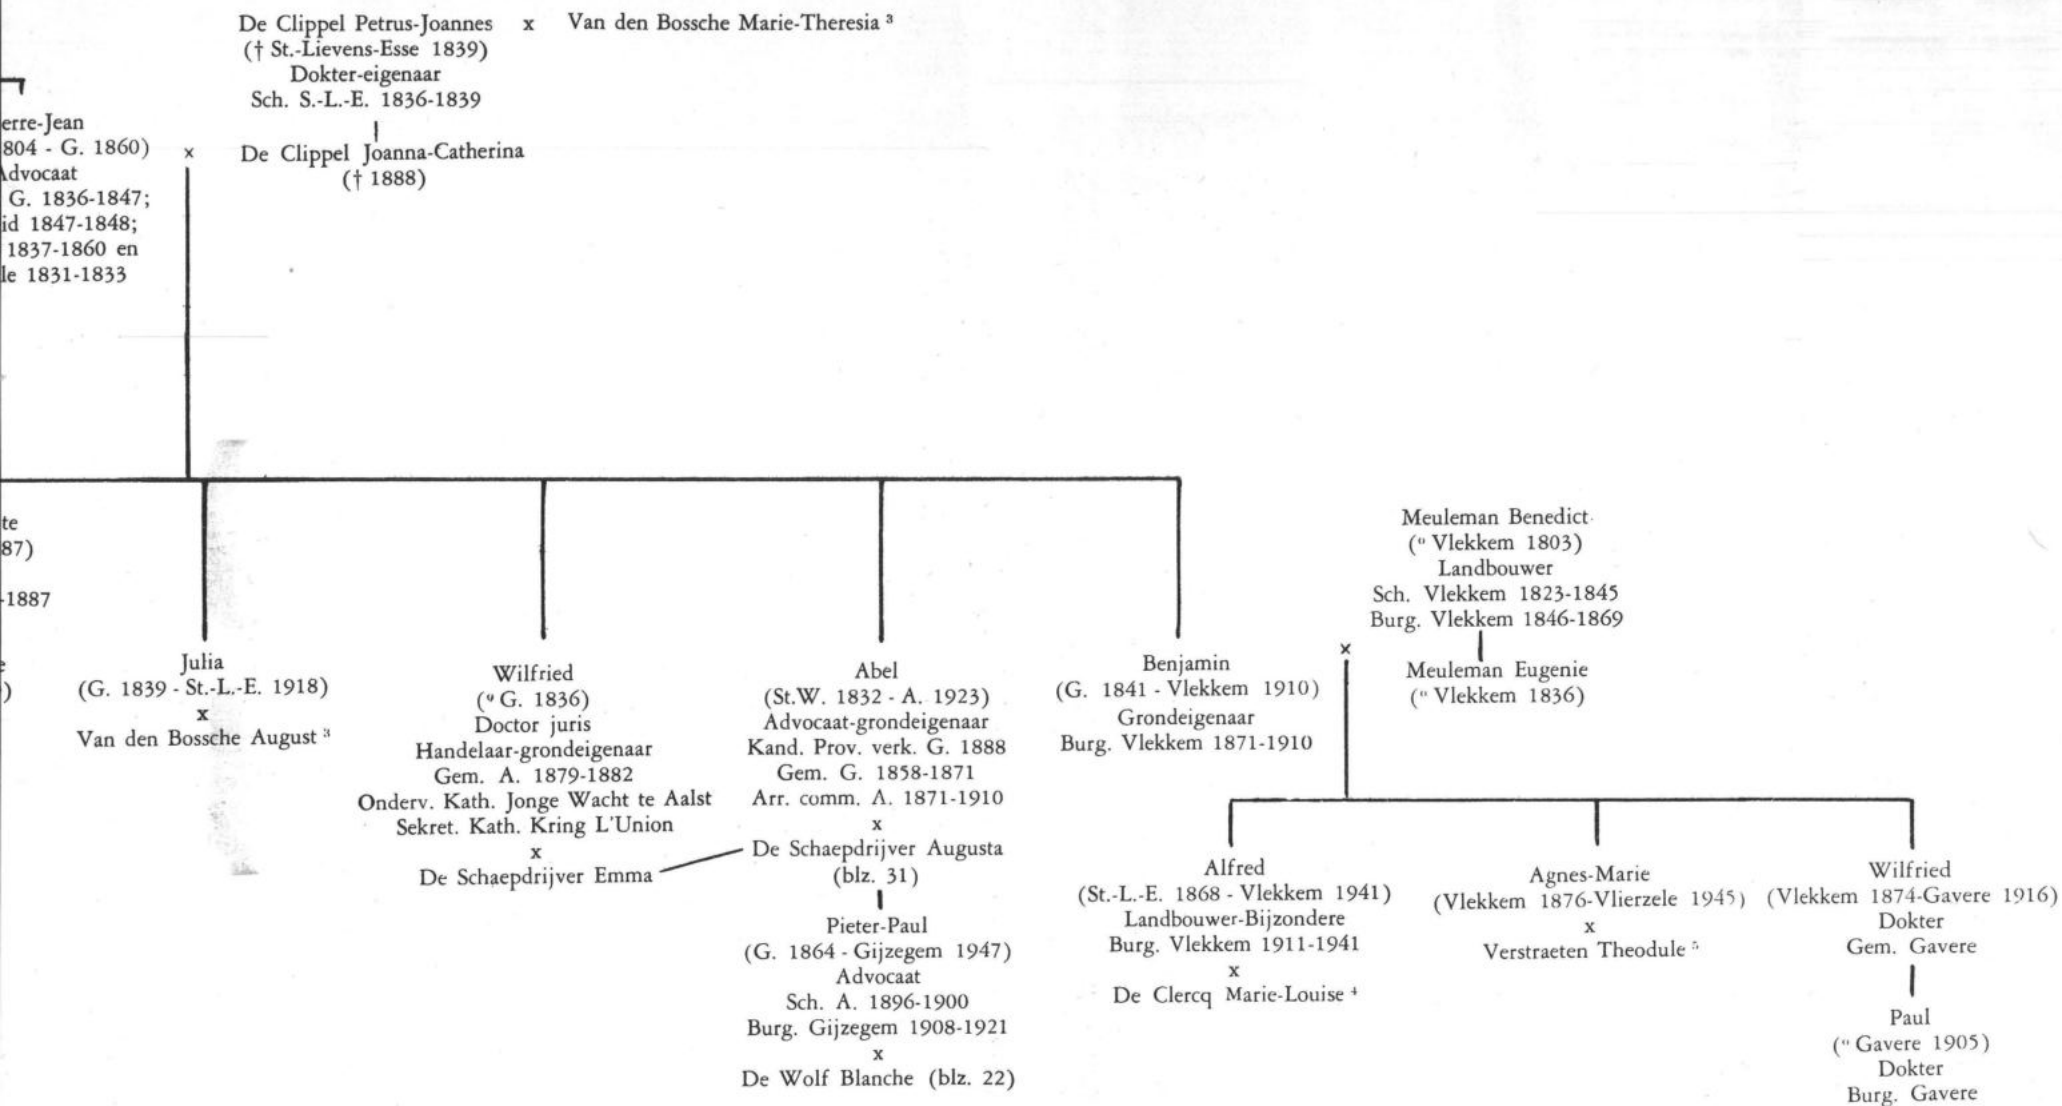 De Clippel Petrus-Joannes x Van den Bossche Marie-Theresia ³
(† St.-Lievens-Esse 1839)
Dokter-eigenaar
Sch. S.-L.-E. 1836-1839
erre-Jean
804 - G. 1860)
x
De Clippel Joanna-Catherina
(† 1888)
Advocaat
G. 1836-1847;
id 1847-1848;
1837-1860 en
le 1831-1833
te
87)
-1887
e
)
Julia
(G. 1839 - St.-L.-E. 1918)
x
Van den Bossche August ³
Wilfried
(° G. 1836)
Doctor juris
Handelaar-grondeigenaar
Gem. A. 1879-1882
Onderv. Kath. Jonge Wacht te Aalst
Sekret. Kath. Kring L'Union
x
De Schaepdrijver Emma
Abel
(St.W. 1832 - A. 1923)
Advocaat-grondeigenaar
Kand. Prov. verk. G. 1888
Gem. G. 1858-1871
Arr. comm. A. 1871-1910
x
De Schaepdrijver Augusta
(blz. 31)
Pieter-Paul
(G. 1864 - Gijzegem 1947)
Advocaat
Sch. A. 1896-1900
Burg. Gijzegem 1908-1921
x
De Wolf Blanche (blz. 22)
Benjamin
(G. 1841 - Vlekkem 1910)
Grondeigenaar
Burg. Vlekkem 1871-1910
x
Meuleman Benedict
(° Vlekkem 1803)
Landbouwer
Sch. Vlekkem 1823-1845
Burg. Vlekkem 1846-1869
Meuleman Eugenie
(° Vlekkem 1836)
Alfred
(St.-L.-E. 1868 - Vlekkem 1941)
Landbouwer-Bijzondere
Burg. Vlekkem 1911-1941
x
De Clercq Marie-Louise ⁴
Agnes-Marie
(Vlekkem 1876-Vlierzele 1945)
x
Verstraeten Theodule ⁵
Wilfried
(Vlekkem 1874-Gavere 1916)
Dokter
Gem. Gavere
Paul
(° Gavere 1905)
Dokter
Burg. Gavere